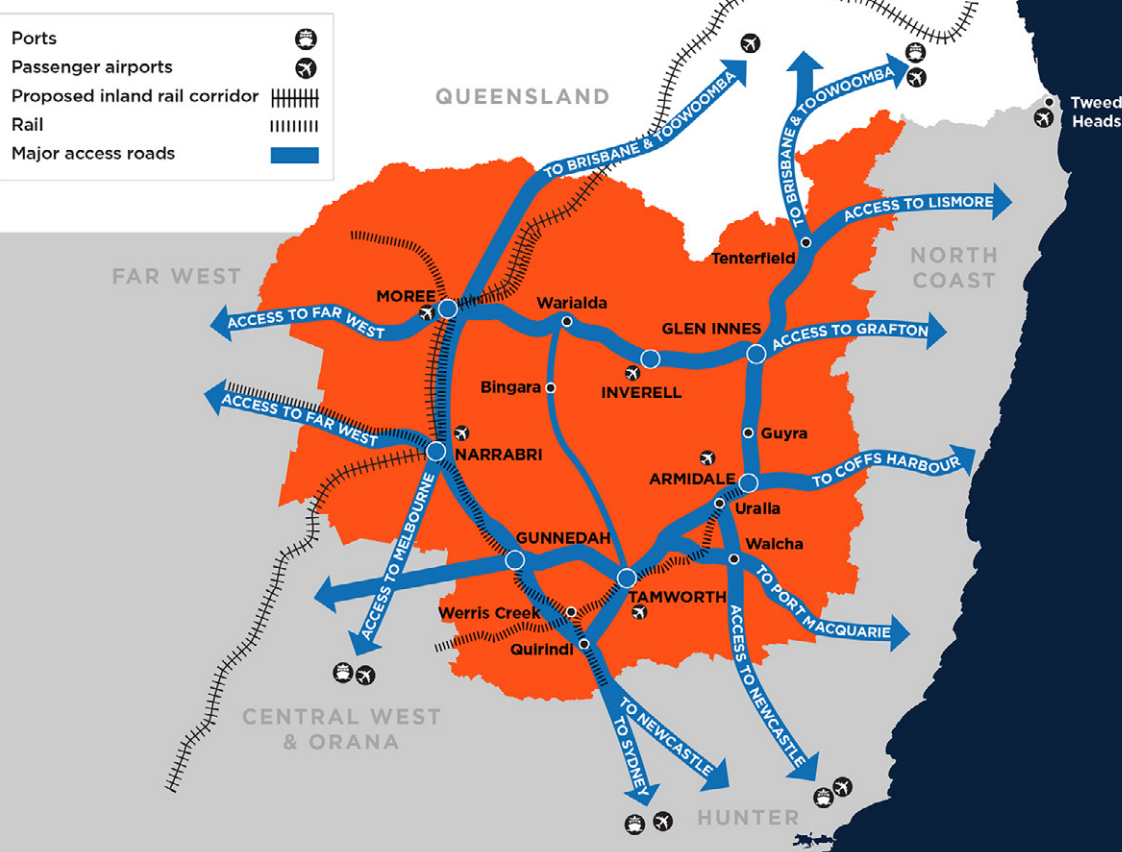 Ports
Passenger airports
Proposed inland rail corridor
Rail
Major access roads
QUEENSLAND
TO BRISBANE & TOOWOOMBA
TO BRISBANE & TOOWOOMBA
Tweed
Heads
ACCESS TO LISMORE
FAR WEST
Tenterfield
NORTH
COAST
MOREE
Warialda
ACCESS TO FAR WEST
GLEN INNES
ACCESS TO GRAFTON
Bingara
INVERELL
ACCESS TO FAR WEST
NARRABRI
Guyra
ARMIDALE
TO COFFS HARBOUR
Uralla
ACCESS TO MELBOURNE
GUNNEDAH
Walcha
TAMWORTH
TO PORT MACQUARIE
Werris Creek
Quirindi
ACCESS TO NEWCASTLE
CENTRAL WEST
& ORANA
TO NEWCASTLE
TO SYDNEY
HUNTER